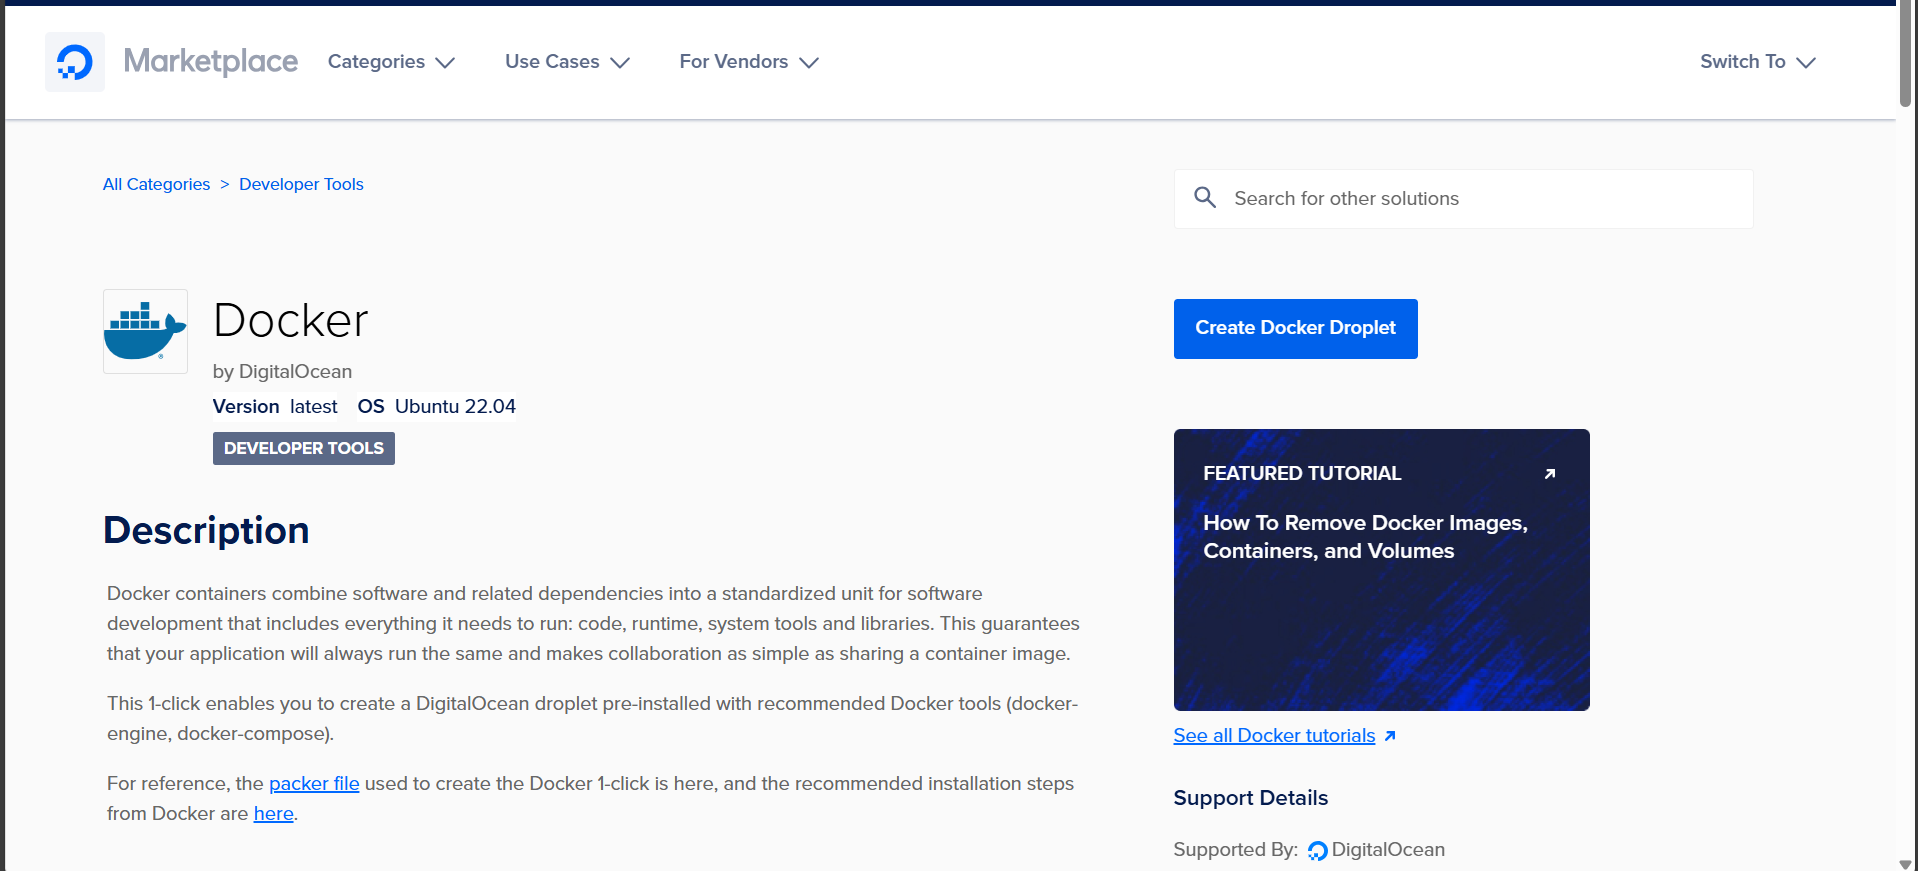 Marketplace
Categories
Use Cases
For Vendors
Switch To
All Categories > Developer Tools
Search for other solutions
Docker
by DigitalOcean
Version latest OS Ubuntu 22.04
DEVELOPER TOOLS
Create Docker Droplet
Description
Docker containers combine software and related dependencies into a standardized unit for software
development that includes everything it needs to run: code, runtime, system tools and libraries. This guarantees
that your application will always run the same and makes collaboration as simple as sharing a container image.
This 1-click enables you to create a DigitalOcean droplet pre-installed with recommended Docker tools (docker-
engine, docker-compose).
For reference, the packer file used to create the Docker 1-click is here, and the recommended installation steps
from Docker are here.
FEATURED TUTORIAL
How To Remove Docker Images,
Containers, and Volumes
See all Docker tutorials
Support Details
Supported By: DigitalOcean